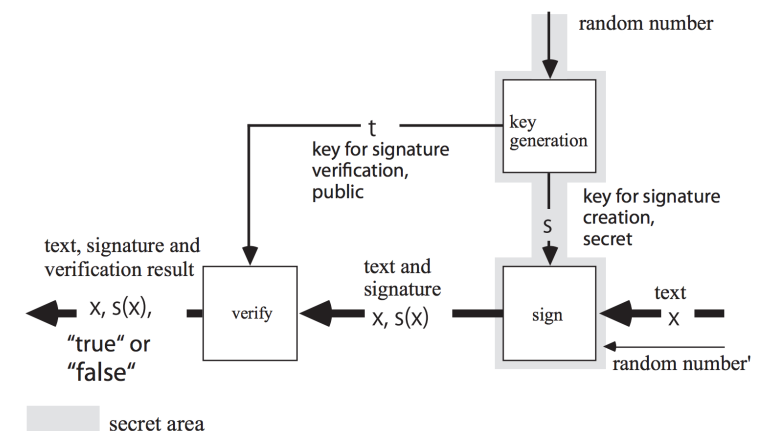 random number
key
generation
t
key for signature
verification,
public
key for signature
creation,
secret
s
text, signature and
verification result
x, s(x),
“true“ or
“false“
verify
text and
signature
x, s(x)
sign
text
x
random number'
secret area